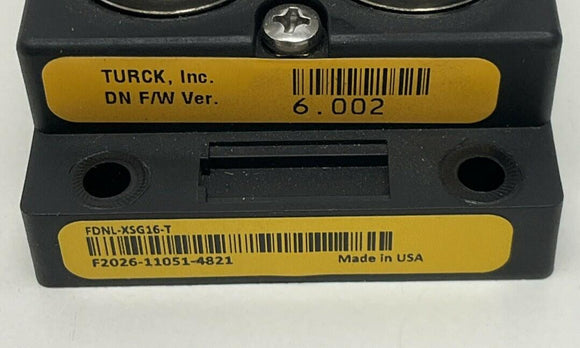 TURCK, Inc.
DN F/W Ver.
6.002
FDNL-XSG16-T
F2026-11051-4821
Made in USA